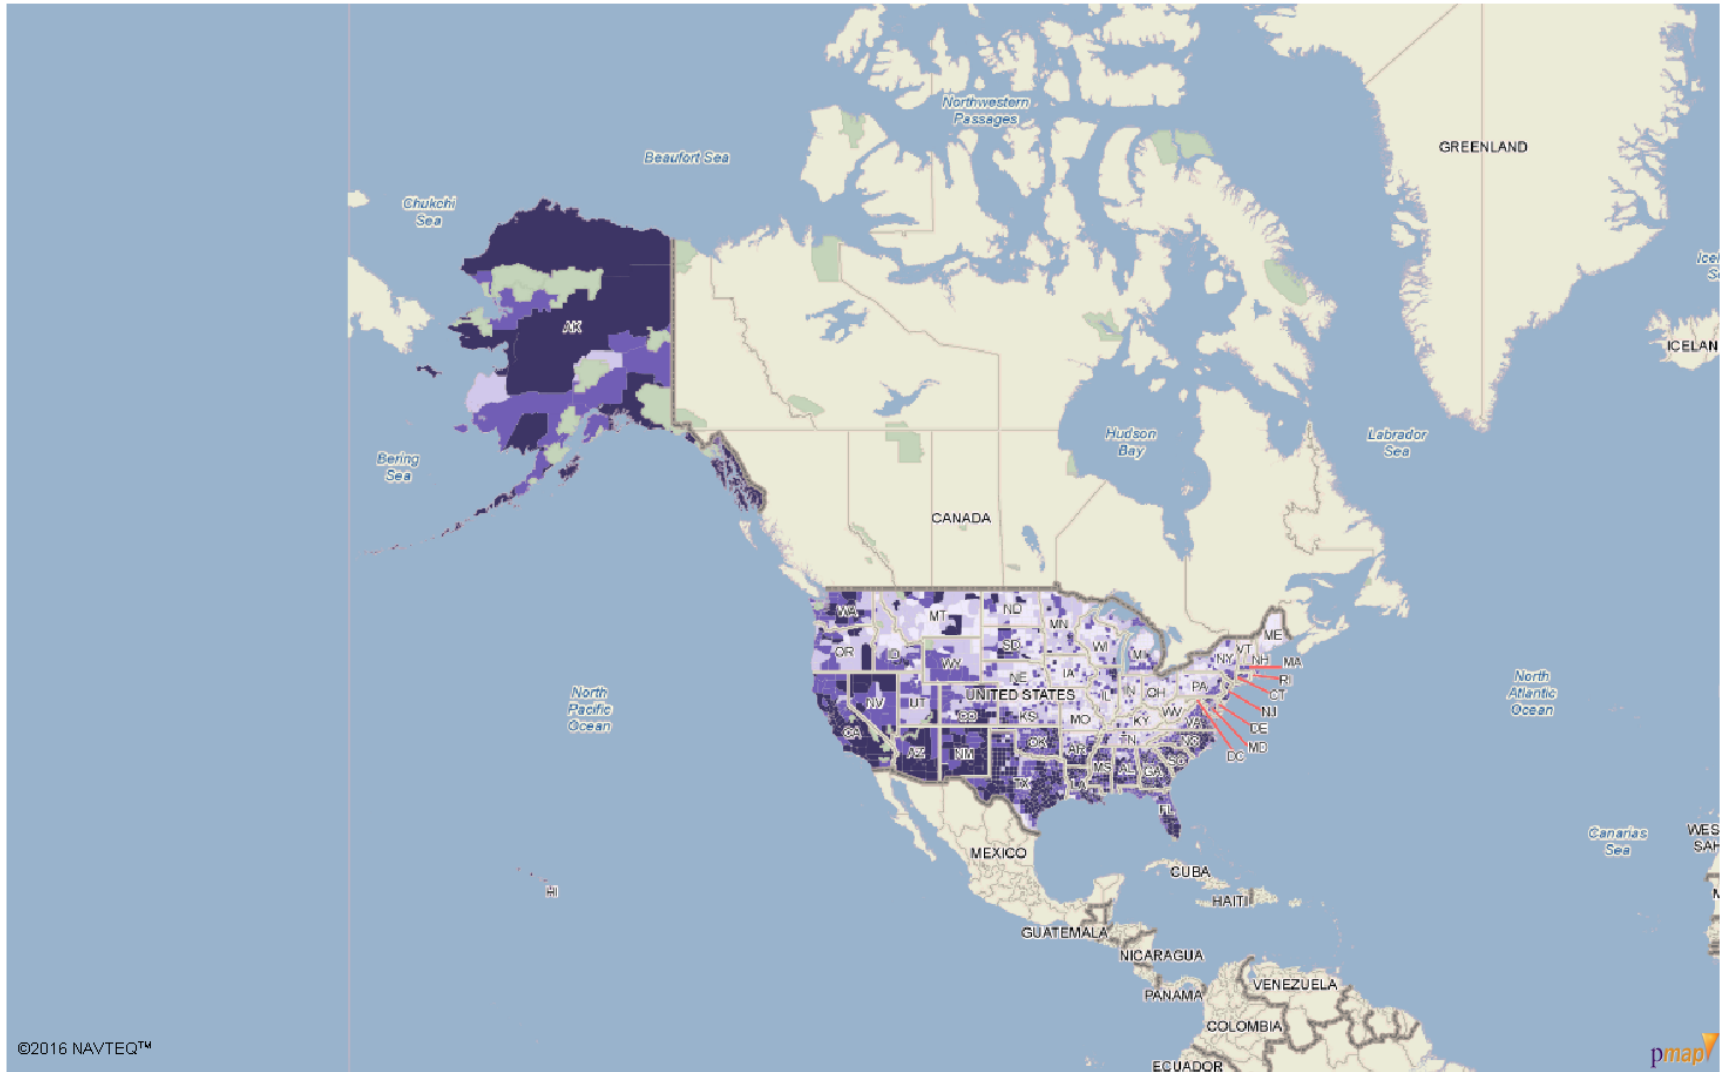 Northwestern
Passages
Beaufort Sea
GREENLAND
Chukchi
Sea
AK
ICELAN
Hudson
Bay
Labrador
Sea
Bering
Sea
CANADA
WA
MT
ND
MN
ME
OR
ID
SD
WI
MI
NY
VT
NH
MA
WY
NE
IA
RI
North
Pacific
Ocean
North
Atlantic
Ocean
UNITED STATES
NV
UT
IL
IN
OH
PA
CT
NJ
CA
CO
KS
MO
KY
WV
VA
DE
MD
DC
AZ
NM
OK
AR
TN
NC
SC
TX
LA
MS
AL
GA
FL
MEXICO
Canarias
Sea
WES
SAH
CUBA
HI
HAITI
GUATEMALA
NICARAGUA
PANAMA
VENEZUELA
COLOMBIA
ECUADOR
©2016 NAVTEQ™
pmap